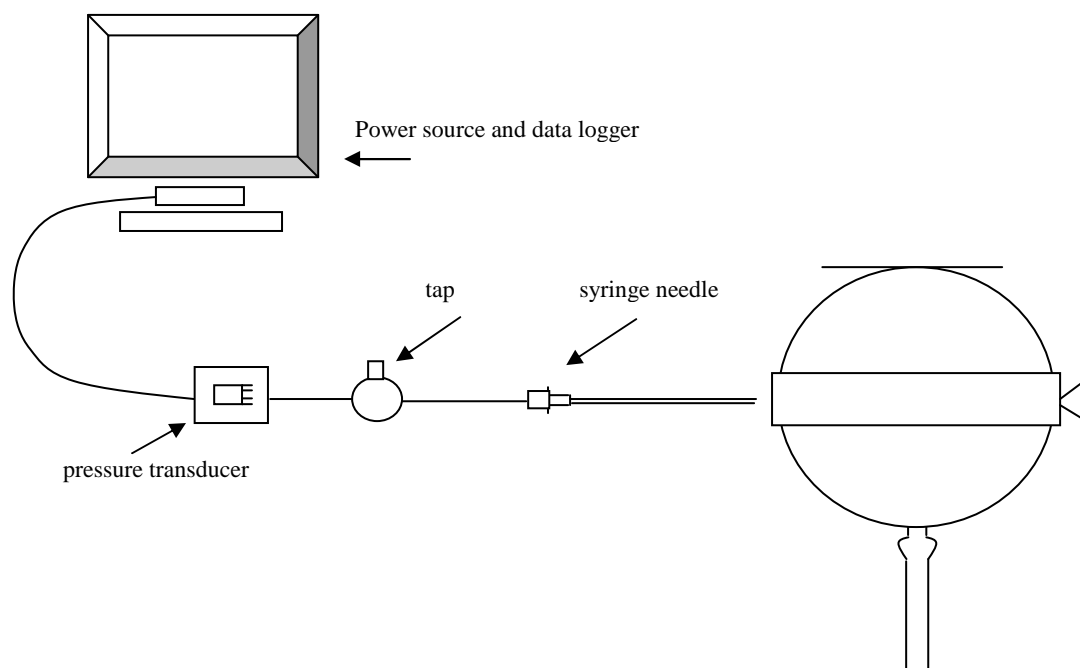 Power source and data logger
tap
syringe needle
pressure transducer